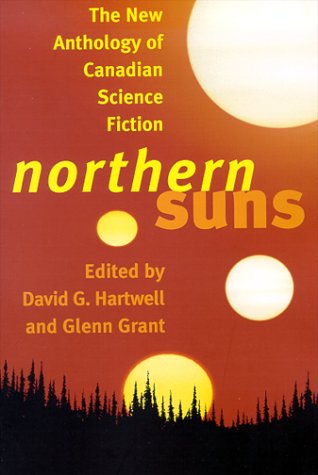 The New
Anthology of
Canadian
Science
Fiction
northern
suns
Edited by
David G. Hartwell
and Glenn Grant